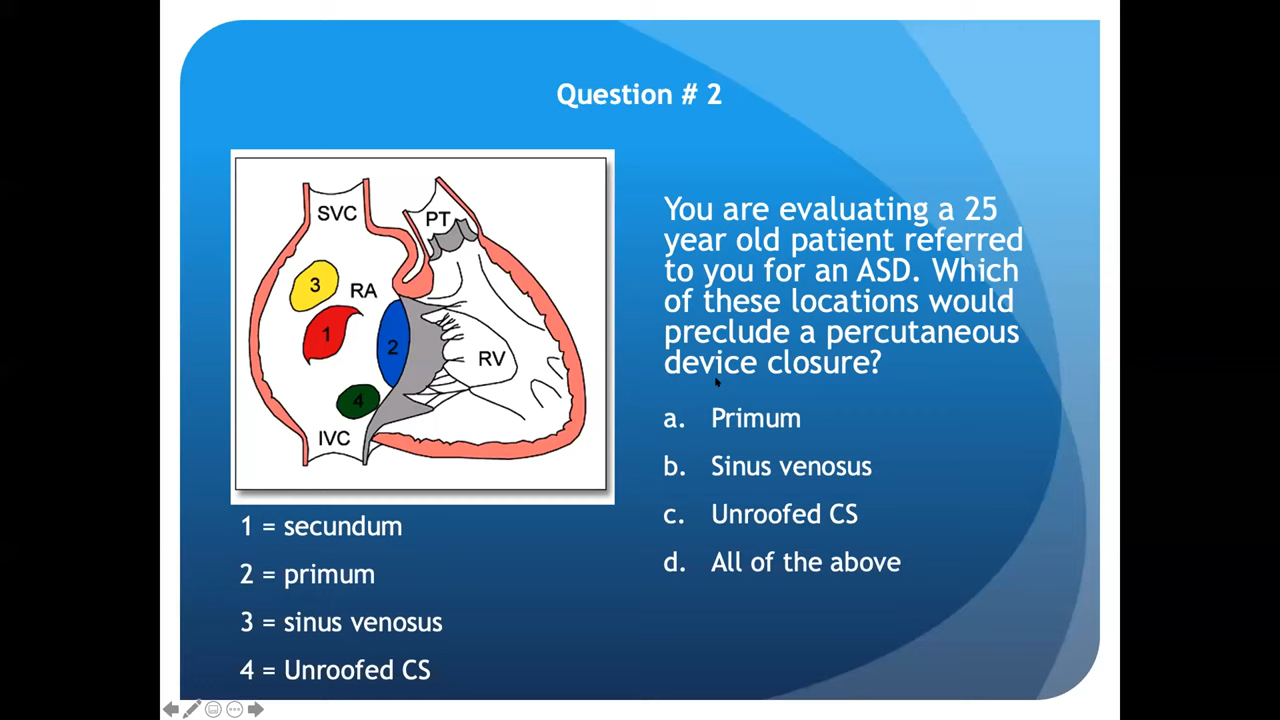 Question # 2
SVC
PT
3
RA
1
2
RV
4
IVC
1 = secundum
2 = primum
3 = sinus venosus
4 = Unroofed CS
You are evaluating a 25
year old patient referred
to you for an ASD. Which
of these locations would
preclude a percutaneous
device closure?
a. Primum
b. Sinus venosus
c. Unroofed CS
d. All of the above